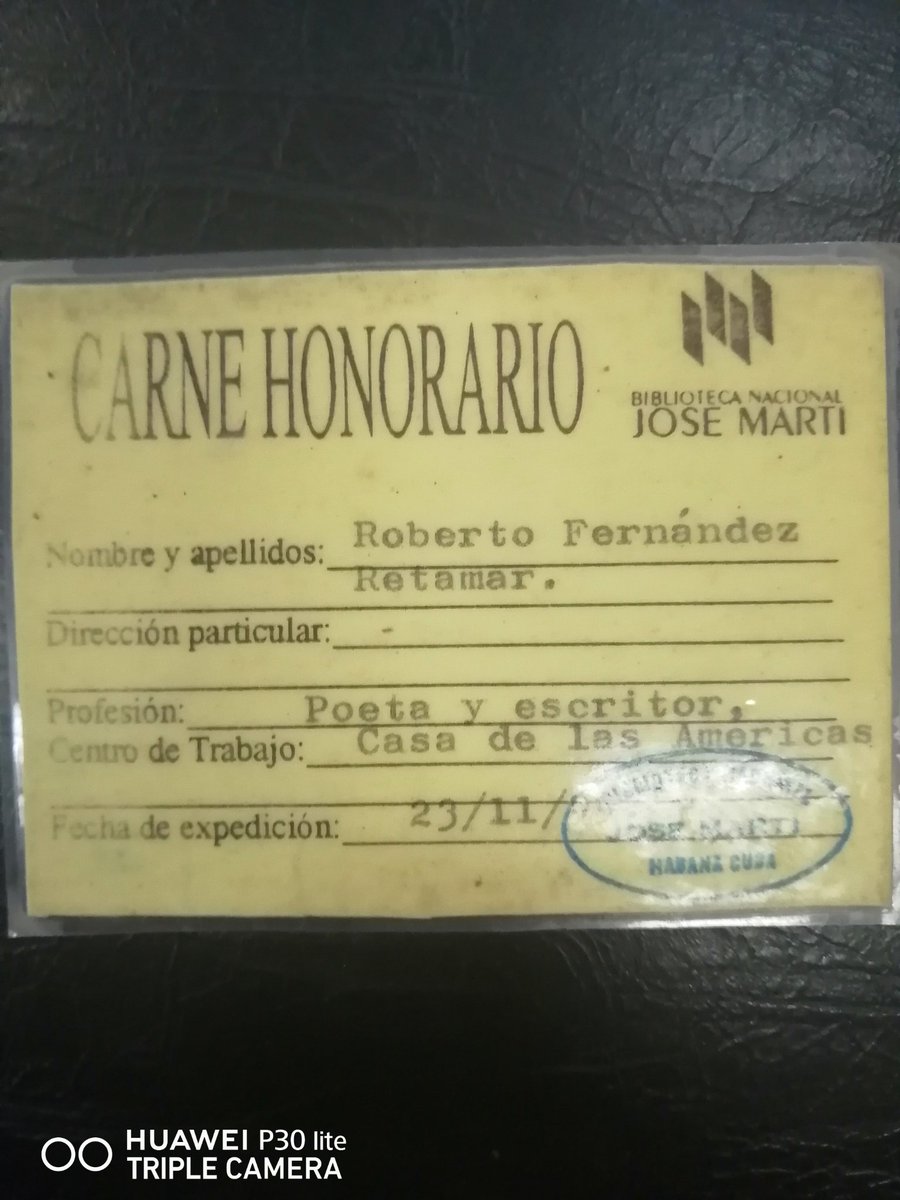 CARNE HONORARIO
BIBLIOTECA NACIONAL
JOSE MARTI
Nombre y apellidos: Roberto Fernández
Retamar.
Dirección particular: -
Profesión: Poeta y escritor,
Centro de Trabajo: Casa de las Américas
Fecha de expedición: 23/11/
JOSE MARTI
HABANA CUBA
HUAWEI P30 lite
TRIPLE CAMERA